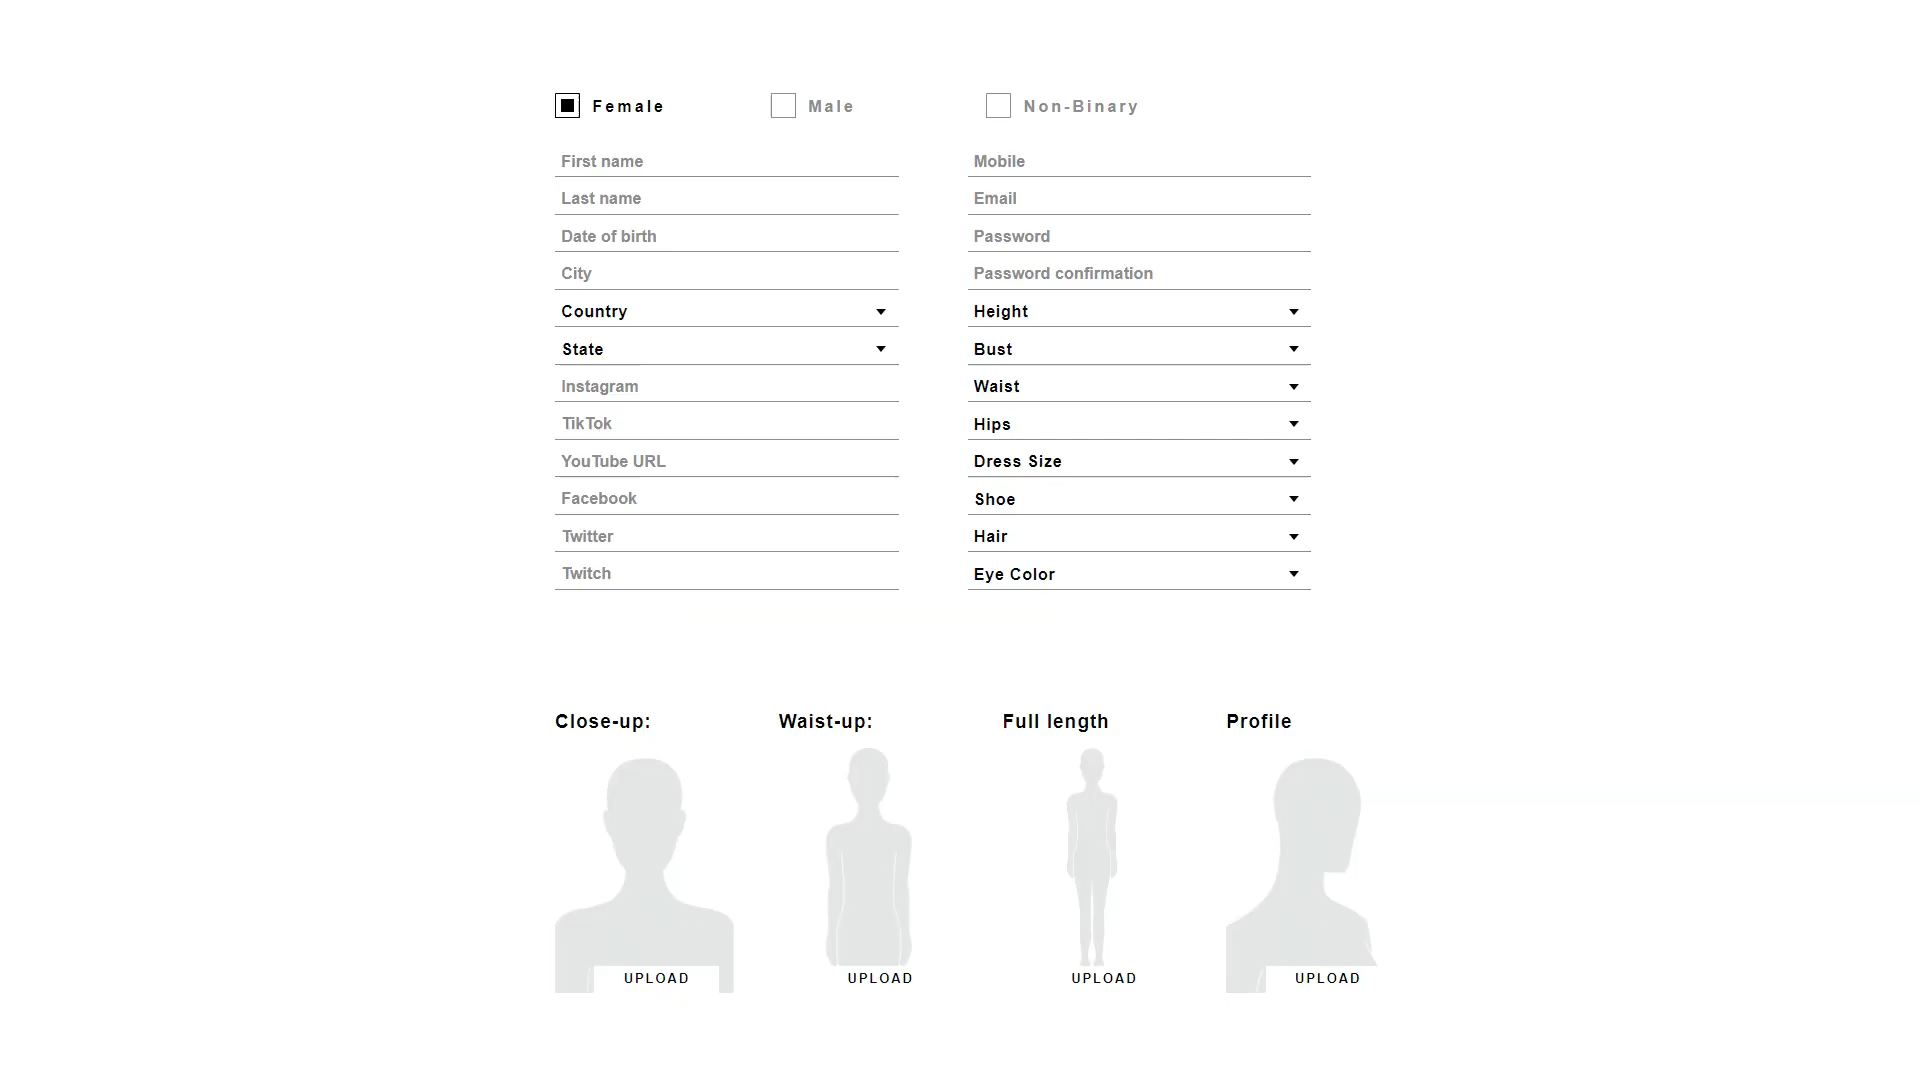 Female Male Non-Binary
First name
Last name
Date of birth
City
Country
State
Instagram
TikTok
YouTube URL
Facebook
Twitter
Twitch
Mobile
Email
Password
Password confirmation
Height
Bust
Waist
Hips
Dress Size
Shoe
Hair
Eye Color
Close-up: Waist-up: Full length Profile
UPLOAD UPLOAD UPLOAD UPLOAD